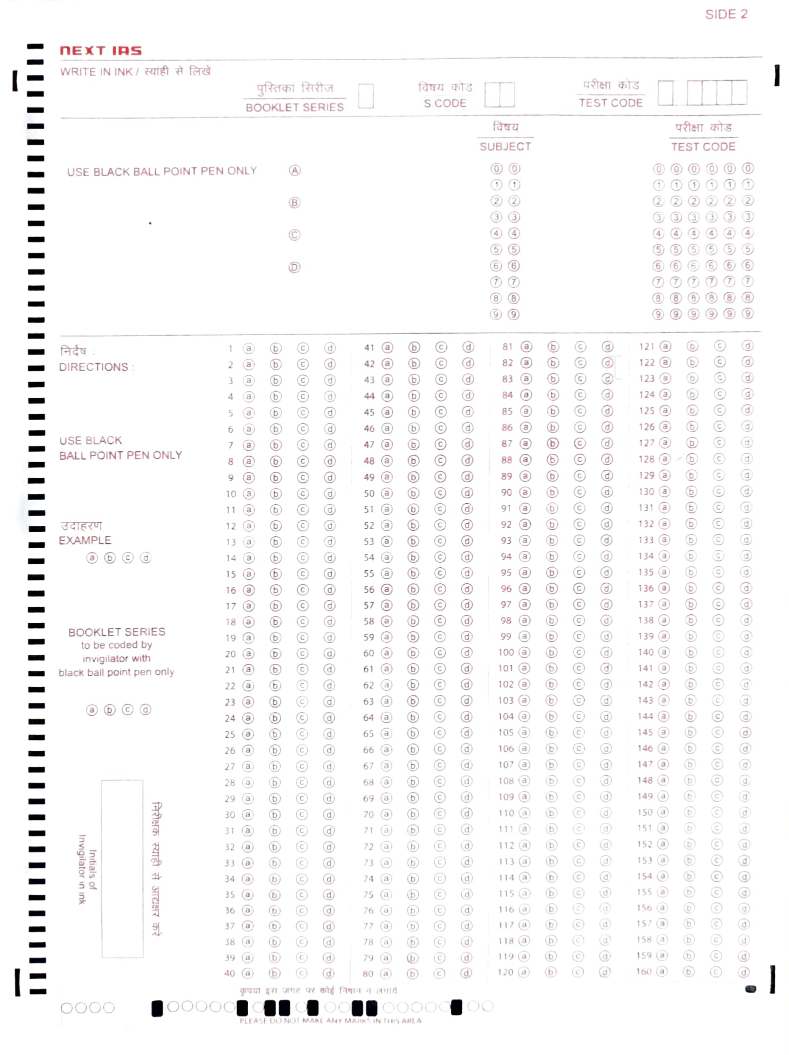 SIDE 2
NEXT IAS
WRITE IN INK / स्याही से लिखे
पुस्तिका सिरीज विषय कोड परीक्षा कोड
BOOKLET SERIES S.CODE TEST CODE
विषय परीक्षा कोड
SUBJECT TEST CODE
USE BLACK BALL POINT PEN ONLY A 0 0 0 0 0 0 0 0
1 1 1 1 1 1 1 1
B 2 2 2 2 2 2 2 2
3 3 3 3 3 3 3 3
C 4 4 4 4 4 4 4 4
5 5 5 5 5 5 5 5
D 6 6 6 6 6 6 6 6
7 7 7 7 7 7 7 7
8 8 8 8 8 8 8 8
9 9 9 9 9 9 9 9
निर्देष :
DIRECTIONS :
USE BLACK
BALL POINT PEN ONLY
उदाहरण
EXAMPLE
a b c d
BOOKLET SERIES
to be coded by
invigilator with
black ball point pen only
a b c d
निरीक्षक स्याही से आद्यक्षर करे
Initials of
Invigilator in ink
1 a b c d 41 a b c d 81 a b c d 121 a b c d
2 a b c d 42 a b c d 82 a b c d 122 a b c d
3 a b c d 43 a b c d 83 a b c d 123 a b c d
4 a b c d 44 a b c d 84 a b c d 124 a b c d
5 a b c d 45 a b c d 85 a b c d 125 a b c d
6 a b c d 46 a b c d 86 a b c d 126 a b c d
7 a b c d 47 a b c d 87 a b c d 127 a b c d
8 a b c d 48 a b c d 88 a b c d 128 a b c d
9 a b c d 49 a b c d 89 a b c d 129 a b c d
10 a b c d 50 a b c d 90 a b c d 130 a b c d
11 a b c d 51 a b c d 91 a b c d 131 a b c d
12 a b c d 52 a b c d 92 a b c d 132 a b c d
13 a b c d 53 a b c d 93 a b c d 133 a b c d
14 a b c d 54 a b c d 94 a b c d 134 a b c d
15 a b c d 55 a b c d 95 a b c d 135 a b c d
16 a b c d 56 a b c d 96 a b c d 136 a b c d
17 a b c d 57 a b c d 97 a b c d 137 a b c d
18 a b c d 58 a b c d 98 a b c d 138 a b c d
19 a b c d 59 a b c d 99 a b c d 139 a b c d
20 a b c d 60 a b c d 100 a b c d 140 a b c d
21 a b c d 61 a b c d 101 a b c d 141 a b c d
22 a b c d 62 a b c d 102 a b c d 142 a b c d
23 a b c d 63 a b c d 103 a b c d 143 a b c d
24 a b c d 64 a b c d 104 a b c d 144 a b c d
25 a b c d 65 a b c d 105 a b c d 145 a b c d
26 a b c d 66 a b c d 106 a b c d 146 a b c d
27 a b c d 67 a b c d 107 a b c d 147 a b c d
28 a b c d 68 a b c d 108 a b c d 148 a b c d
29 a b c d 69 a b c d 109 a b c d 149 a b c d
30 a b c d 70 a b c d 110 a b c d 150 a b c d
31 a b c d 71 a b c d 111 a b c d 151 a b c d
32 a b c d 72 a b c d 112 a b c d 152 a b c d
33 a b c d 73 a b c d 113 a b c d 153 a b c d
34 a b c d 74 a b c d 114 a b c d 154 a b c d
35 a b c d 75 a b c d 115 a b c d 155 a b c d
36 a b c d 76 a b c d 116 a b c d 156 a b c d
37 a b c d 77 a b c d 117 a b c d 157 a b c d
38 a b c d 78 a b c d 118 a b c d 158 a b c d
39 a b c d 79 a b c d 119 a b c d 159 a b c d
40 a b c d 80 a b c d 120 a b c d 160 a b c d
कृपया इस जगह पर कोई निषान न लगायें
PLEASE DO NOT MAKE ANY MARKS IN THIS AREA